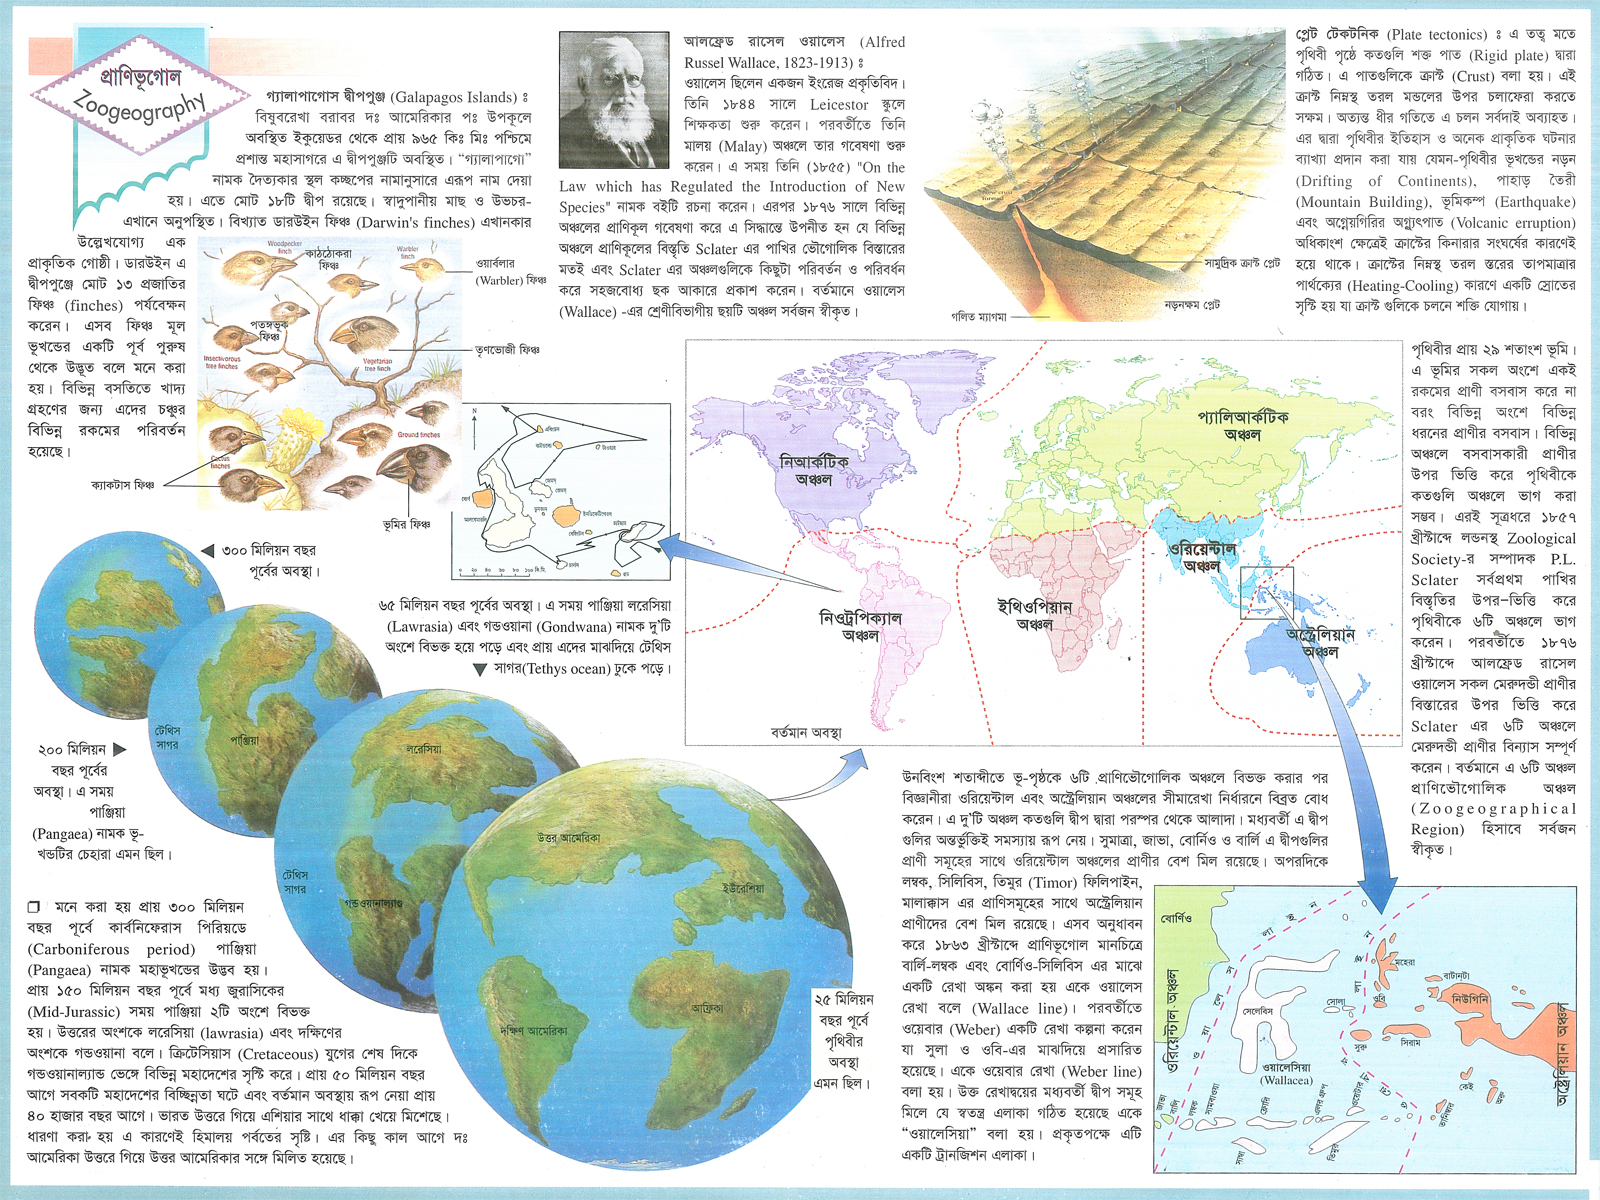 প্রাণিভূগোল
Zoogeography
গ্যালাপাগোস দ্বীপপুঞ্জ (Galapagos Islands) ঃ
বিষুবরেখা বরাবর দঃ আমেরিকার পঃ উপকূলে
অবস্থিত ইকুয়েডর থেকে প্রায় ৯৬৫ কিঃ মিঃ পশ্চিমে
প্রশান্ত মহাসাগরে এ দ্বীপপুঞ্জটি অবস্থিত। “গ্যালাপাগো”
নামক দৈত্যকার স্থল কচ্ছপের নামানুসারে এরূপ নাম দেয়া
হয়। এতে মোট ১৮টি দ্বীপ রয়েছে। স্বাদুপানীয় মাছ ও উভচর-
এখানে অনুপস্থিত। বিখ্যাত ডারউইন ফিঞ্চ (Darwin's finches) এখানকার
উল্লেখযোগ্য এক
প্রাকৃতিক গোষ্ঠী। ডারউইন এ
দ্বীপপুঞ্জে মোট ১৩ প্রজাতির
ফিঞ্চ (finches) পর্যবেক্ষন
করেন। এসব ফিঞ্চ মূল
ভূখন্ডের একটি পূর্ব পুরুষ
থেকে উদ্ভূত বলে মনে করা
হয়। বিভিন্ন বসতিতে খাদ্য
গ্রহণের জন্য এদের চঞ্চুর
বিভিন্ন রকমের পরিবর্তন
হয়েছে।
Woodpecker
finch
কাঠঠোকরা
ফিঞ্চ
Warbler
finch
ওয়ার্বলার
(Warbler) ফিঞ্চ
পতঙ্গভূক
ফিঞ্চ
Insectivorous
tree finches
Vegetarian
tree finch
তৃণভোজী ফিঞ্চ
Ground finches
Cactus
finches
ক্যাকটাস ফিঞ্চ
ভূমির ফিঞ্চ
আলফ্রেড রাসেল ওয়ালেস (Alfred
Russel Wallace, 1823-1913) ঃ
ওয়ালেস ছিলেন একজন ইংরেজ প্রকৃতিবিদ।
তিনি ১৮৪৪ সালে Leicestor স্কুলে
শিক্ষকতা শুরু করেন। পরবর্তীতে তিনি
মালয় (Malay) অঞ্চলে তার গবেষণা শুরু
করেন। এ সময় তিনি (১৮৫৫) "On the
Law which has Regulated the Introduction of New
Species" নামক বইটি রচনা করেন। এরপর ১৮৭৬ সালে বিভিন্ন
অঞ্চলের প্রাণিকূল গবেষণা করে এ সিদ্ধান্তে উপনীত হন যে বিভিন্ন
অঞ্চলে প্রাণিকূলের বিস্তৃতি Sclater এর পাখির ভৌগোলিক বিস্তারের
মতই এবং Sclater এর অঞ্চলগুলিকে কিছুটা পরিবর্তন ও পরিবর্ধন
করে সহজবোধ্য ছক আকারে প্রকাশ করেন। বর্তমানে ওয়ালেস
(Wallace) -এর শ্রেণীবিভাগীয় ছয়টি অঞ্চল সর্বজন স্বীকৃত।
সামুদ্রিক ক্রাস্ট প্লেট
নড়নক্ষম প্লেট
গলিত ম্যাগমা
প্লেট টেকটনিক (Plate tectonics) ঃ এ তত্ব মতে
পৃথিবী পৃষ্ঠে কতগুলি শক্ত পাত (Rigid plate) দ্বারা
গঠিত। এ পাতগুলিকে ক্রাস্ট (Crust) বলা হয়। এই
ক্রাস্ট নিম্নস্থ তরল মন্ডলের উপর চলাফেরা করতে
সক্ষম। অত্যন্ত ধীর গতিতে এ চলন সর্বদাই অব্যাহত।
এর দ্বারা পৃথিবীর ইতিহাস ও অনেক প্রাকৃতিক ঘটনার
ব্যাখ্যা প্রদান করা যায় যেমন-পৃথিবীর ভূখন্ডের নড়ন
(Drifting of Continents), পাহাড় তৈরী
(Mountain Building), ভূমিকম্প (Earthquake)
এবং অগ্নেয়গিরির অগ্ন্যুৎপাত (Volcanic erruption)
অধিকাংশ ক্ষেত্রেই ক্রাস্টের কিনারার সংঘর্ষের কারণেই
হয়ে থাকে। ক্রাস্টের নিম্নস্থ তরল স্তরের তাপমাত্রার
পার্থক্যের (Heating-Cooling) কারণে একটি স্রোতের
সৃস্টি হয় যা ক্রাস্ট গুলিকে চলনে শক্তি যোগায়।
নিআর্কটিক
অঞ্চল
প্যালিআর্কটিক
অঞ্চল
ওরিয়েন্টাল
অঞ্চল
নিওট্রপিক্যাল
অঞ্চল
ইথিওপিয়ান
অঞ্চল
অস্ট্রেলিয়ান
অঞ্চল
বর্তমান অবস্থা
পৃথিবীর প্রায় ২৯ শতাংশ ভূমি।
এ ভূমির সকল অংশে একই
রকমের প্রাণী বসবাস করে না
বরং বিভিন্ন অংশে বিভিন্ন
ধরনের প্রাণীর বসবাস। বিভিন্ন
অঞ্চলে বসবাসকারী প্রাণীর
উপর ভিত্তি করে পৃথিবীকে
কতগুলি অঞ্চলে ভাগ করা
সম্ভব। এরই সূত্রধরে ১৮৫৭
খ্রীস্টাব্দে লন্ডনস্থ Zoological
Society-র সম্পাদক P.L.
Sclater সর্বপ্রথম পাখির
বিস্তৃতির উপর-ভিত্তি করে
পৃথিবীকে ৬টি অঞ্চলে ভাগ
করেন। পরবর্তীতে ১৮৭৬
খ্রীস্টাব্দে আলফ্রেড রাসেল
ওয়ালেস সকল মেরুদন্ডী প্রাণীর
বিস্তারের উপর ভিত্তি করে
Sclater এর ৬টি অঞ্চলে
মেরুদন্ডী প্রাণীর বিন্যাস সম্পূর্ণ
করেন। বর্তমানে এ ৬টি অঞ্চল
প্রাণিভৌগোলিক অঞ্চল
(Zoogeographical
Region) হিসাবে সর্বজন
স্বীকৃত।
N
0 ২০ ৪০ ৬০ ৮০ ১০০ কি.মি.
৩০০ মিলিয়ন বছর
পূর্বের অবস্থা।
৬৫ মিলিয়ন বছর পূর্বের অবস্থা। এ সময় পাঞ্জিয়া লরেসিয়া
(Lawrasia) এবং গন্ডওয়ানা (Gondwana) নামক দু'টি
অংশে বিভক্ত হয়ে পড়ে এবং প্রায় এদের মাঝদিয়ে টেথিস
সাগর(Tethys ocean) ঢুকে পড়ে।
২০০ মিলিয়ন
বছর পূর্বের
অবস্থা। এ সময়
পাঞ্জিয়া
(Pangaea) নামক ভূ-
খন্ডটির চেহারা এমন ছিল।
টেথিস
সাগর
পাঞ্জিয়া
লরেসিয়া
টেথিস
সাগর
গন্ডওয়ানাল্যাণ্ড
উত্তর আমেরিকা
ইউরেশিয়া
দক্ষিণ আমেরিকা
আফ্রিকা
২৫ মিলিয়ন
বছর পূর্বে
পৃথিবীর
অবস্থা
এমন ছিল।
❒ মনে করা হয় প্রায় ৩০০ মিলিয়ন
বছর পূর্বে কার্বনিফেরাস পিরিয়ডে
(Carboniferous period) পাঞ্জিয়া
(Pangaea) নামক মহাভূখন্ডের উদ্ভব হয়।
প্রায় ১৫০ মিলিয়ন বছর পূর্বে মধ্য জুরাসিকের
(Mid-Jurassic) সময় পাঞ্জিয়া ২টি অংশে বিভক্ত
হয়। উত্তরের অংশকে লরেসিয়া (lawrasia) এবং দক্ষিণের
অংশকে গন্ডওয়ানা বলে। ক্রিটেসিয়াস (Cretaceous) যুগের শেষ দিকে
গন্ডওয়ানাল্যান্ড ভেঙ্গে বিভিন্ন মহাদেশের সৃস্টি করে। প্রায় ৫০ মিলিয়ন বছর
আগে সবকটি মহাদেশের বিচ্ছিন্নতা ঘটে এবং বর্তমান অবস্থায় রূপ নেয়া প্রায়
৪০ হাজার বছর আগে। ভারত উত্তরে গিয়ে এশিয়ার সাথে ধাক্কা খেয়ে মিশেছে।
ধারণা করা হয় এ কারণেই হিমালয় পর্বতের সৃষ্টি। এর কিছু কাল আগে দঃ
আমেরিকা উত্তরে গিয়ে উত্তর আমেরিকার সঙ্গে মিলিত হয়েছে।
উনবিংশ শতাব্দীতে ভূ-পৃষ্ঠকে ৬টি প্রাণিভৌগোলিক অঞ্চলে বিভক্ত করার পর
বিজ্ঞানীরা ওরিয়েন্টাল এবং অস্ট্রেলিয়ান অঞ্চলের সীমারেখা নির্ধারনে বিব্রত বোধ
করেন। এ দু'টি অঞ্চল কতগুলি দ্বীপ দ্বারা পরস্পর থেকে আলাদা। মধ্যবর্তী এ দ্বীপ
গুলির অন্তর্ভুক্তিই সমস্যায় রূপ নেয়। সুমাত্রা, জাভা, বোর্নিও ও বার্লি এ দ্বীপগুলির
প্রাণী সমূহের সাথে ওরিয়েন্টাল অঞ্চলের প্রাণীর বেশ মিল রয়েছে। অপরদিকে
লম্বক, সিলিবিস, তিমুর (Timor) ফিলিপাইন,
মালাক্কাস এর প্রাণিসমূহের সাথে অস্ট্রেলিয়ান
প্রাণীদের বেশ মিল রয়েছে। এসব অনুধাবন
করে ১৮৬৩ খ্রীস্টাব্দে প্রাণিভূগোল মানচিত্রে
বার্লি-লম্বক এবং বোর্ণিও-সিলিবিস এর মাঝে
একটি রেখা অঙ্কন করা হয় একে ওয়ালেস
রেখা বলে (Wallace line)। পরবর্তীতে
ওয়েবার (Weber) একটি রেখা কল্পনা করেন
যা সুলা ও ওবি-এর মাঝদিয়ে প্রসারিত
হয়েছে। একে ওয়েবার রেখা (Weber line)
বলা হয়। উক্ত রেখাদ্বয়ের মধ্যবর্তী দ্বীপ সমূহ
মিলে যে স্বতন্ত্র এলাকা গঠিত হয়েছে একে
“ওয়ালেসিয়া” বলা হয়। প্রকৃতপক্ষে এটি
একটি ট্রানজিশন এলাকা।
বোর্ণিও
ওরিয়েন্টাল অঞ্চল
সেলেবিস
ওয়ালেসিয়া
(Wallacea)
সোলা
ওবি
মহেরা
বাটানটা
নিউগিনি
সিরাম
বুরু
কেই
অরু
তানিম্বার
অস্ট্রেলিয়ান অঞ্চল
জাভা
বালি
লম্বক
সামবাওয়া
ফ্লোরি
তিমুর